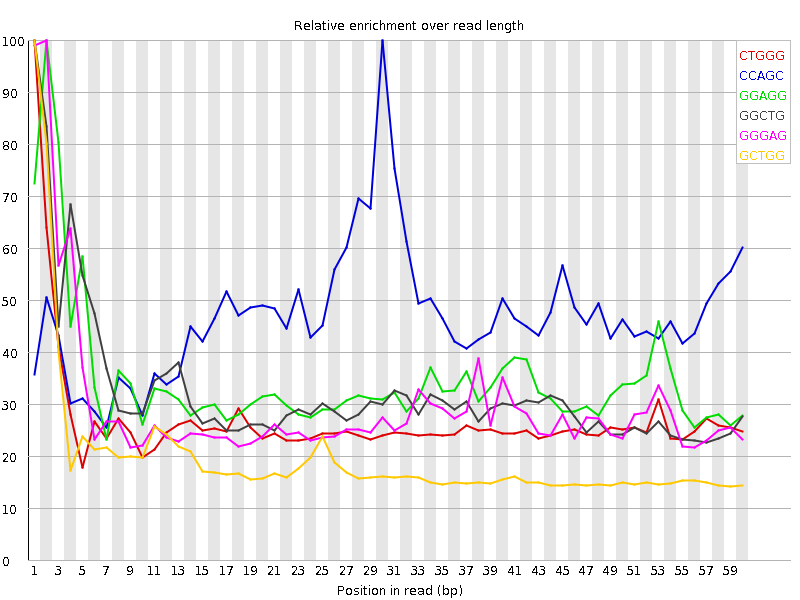 Relative enrichment over read length
100
90
80
70
60
50
40
30
20
10
0
CTGGG
CCAGC
GGAGG
GGCTG
GGGAG
GCTGG
1 3 5 7 9 11 13 15 17 19 21 23 25 27 29 31 33 35 37 39 41 43 45 47 49 51 53 55 57 59
Position in read (bp)